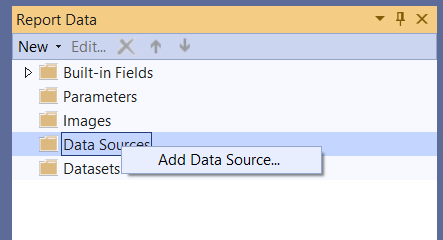 Report Data
New Edit...
Built-in Fields
Parameters
Images
Data Sources
Add Data Source...
Datasets